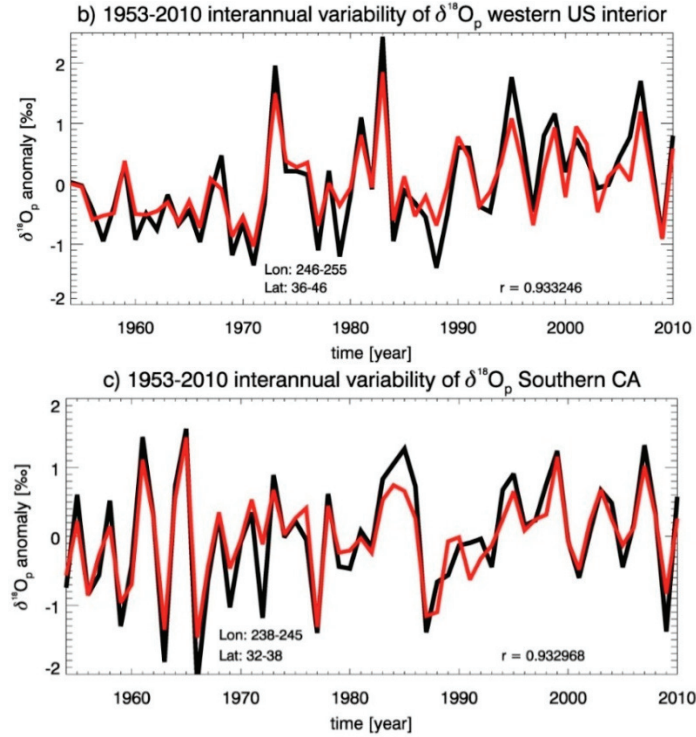 b) 1953-2010 interannual variability of δ¹⁸Oₚ western US interior
δ¹⁸Oₚ anomaly [‰]
2
1
0
-1
-2
Lon: 246-255
Lat: 36-46
r = 0.933246
1960 1970 1980 1990 2000 2010
time [year]
c) 1953-2010 interannual variability of δ¹⁸Oₚ Southern CA
δ¹⁸Oₚ anomaly [‰]
2
1
0
-1
-2
Lon: 238-245
Lat: 32-38
r = 0.932968
1960 1970 1980 1990 2000 2010
time [year]